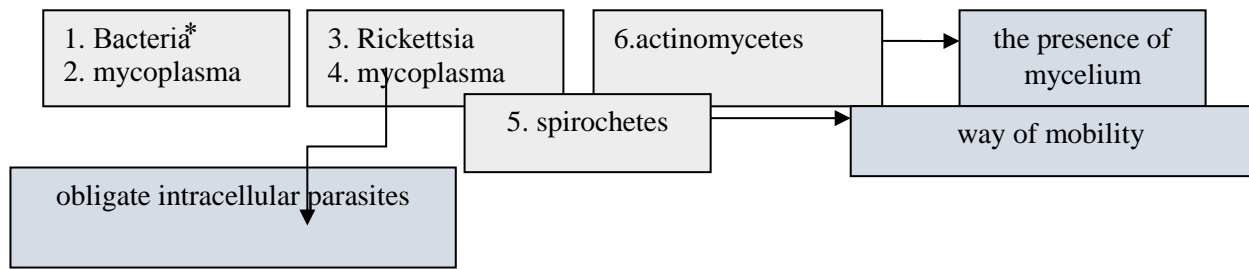 1. Bacteria*
2. mycoplasma
3. Rickettsia
4. mycoplasma
6.actinomycetes
the presence of
mycelium
5. spirochetes
way of mobility
obligate intracellular parasites